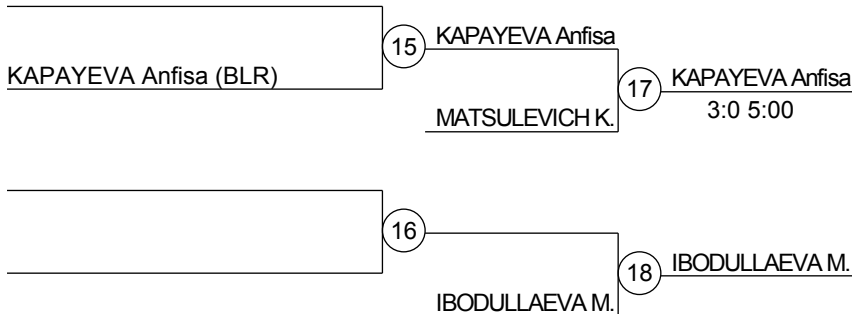 15
KAPAYEVA Anfisa
KAPAYEVA Anfisa (BLR)
17
KAPAYEVA Anfisa
3:0 5:00
MATSULEVICH K.
16
18
IBODULLAEVA M.
IBODULLAEVA M.